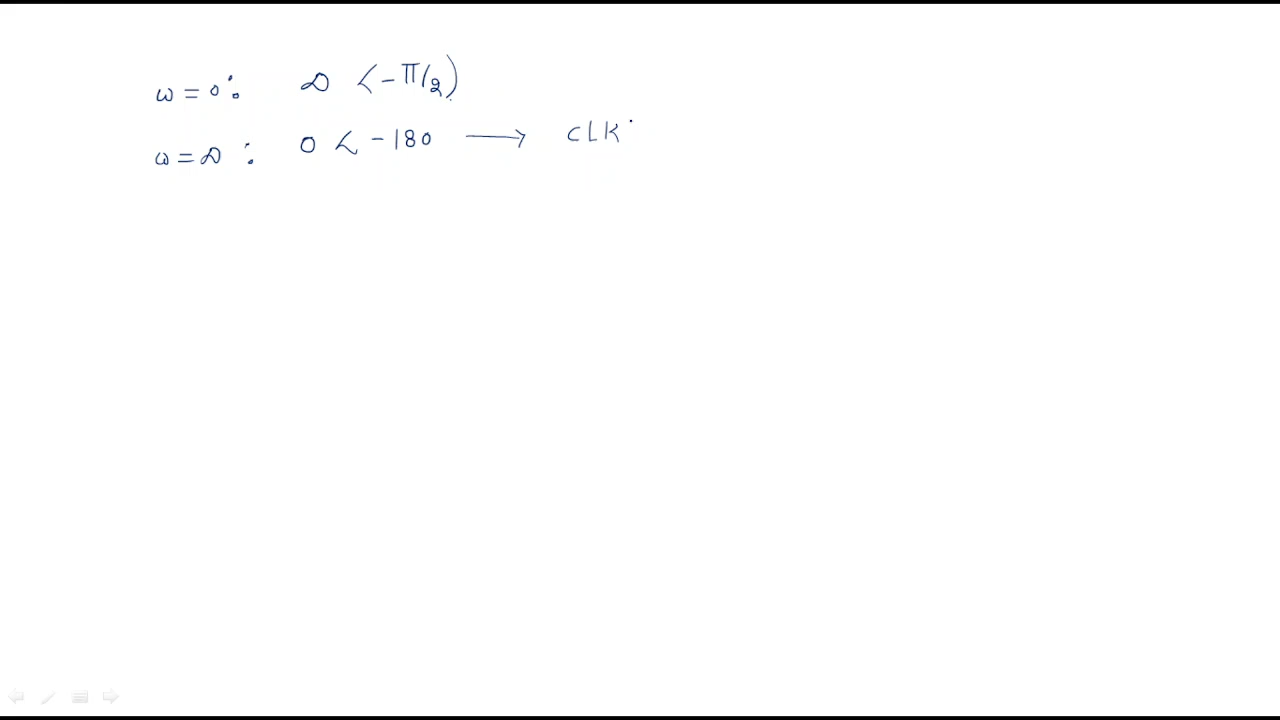 ω = 0 : ∞ ∠(-π/2)
ω = ∞ : 0 ∠ -180 → CLK